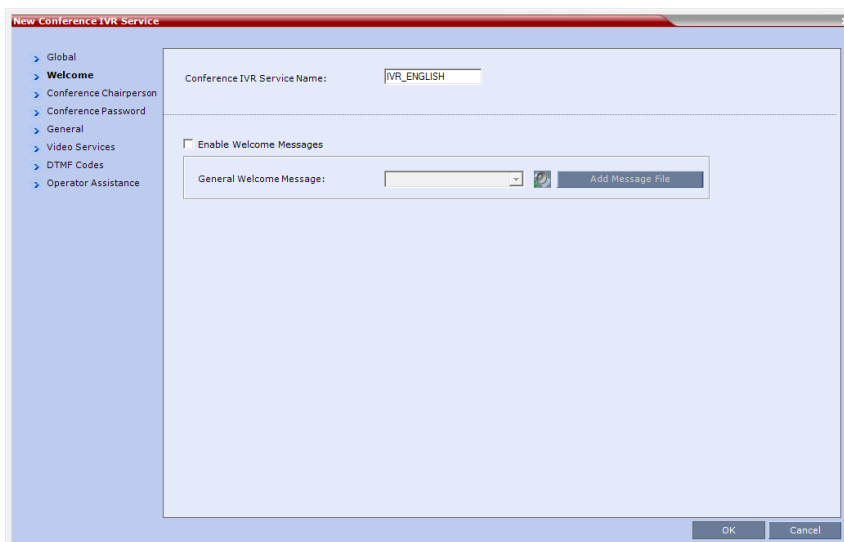 New Conference IVR Service
Global
Welcome
Conference Chairperson
Conference Password
General
Video Services
DTMF Codes
Operator Assistance
Conference IVR Service Name: IVR_ENGLISH
Enable Welcome Messages
General Welcome Message: Add Message File
OK Cancel